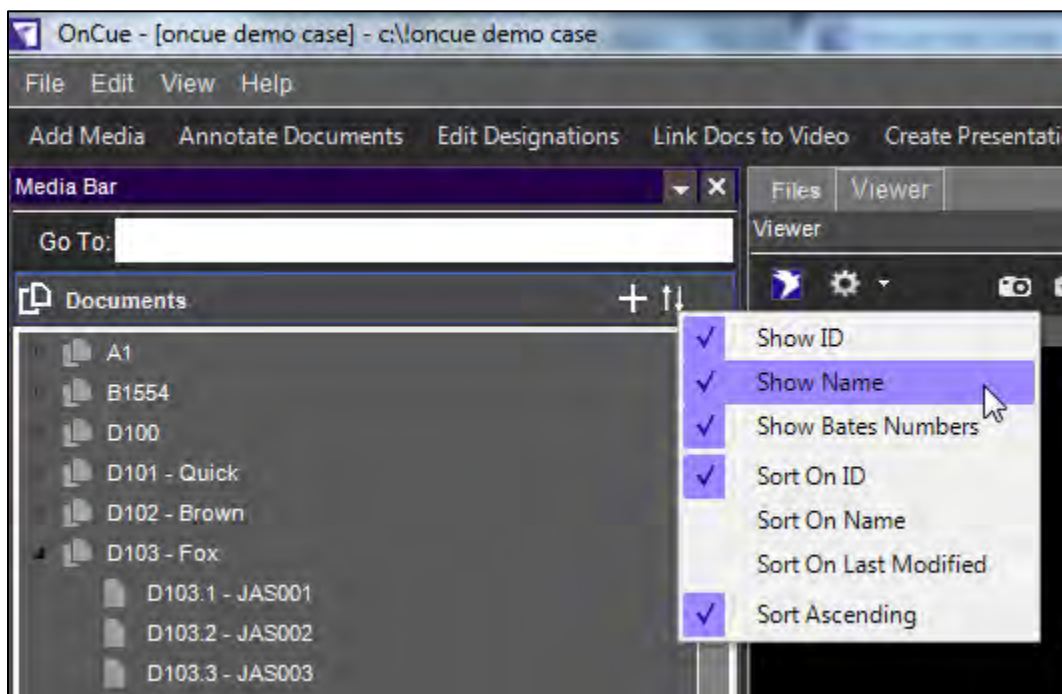 OnCue - [oncue demo case] - c:\!oncue demo case
File Edit View Help
Add Media Annotate Documents Edit Designations Link Docs to Video Create Presentati
Media Bar
Files Viewer
Go To:
Viewer
Documents
A1
B1554
D100
D101 - Quick
D102 - Brown
D103 - Fox
D103.1 - JAS001
D103.2 - JAS002
D103.3 - JAS003
Show ID
Show Name
Show Bates Numbers
Sort On ID
Sort On Name
Sort On Last Modified
Sort Ascending